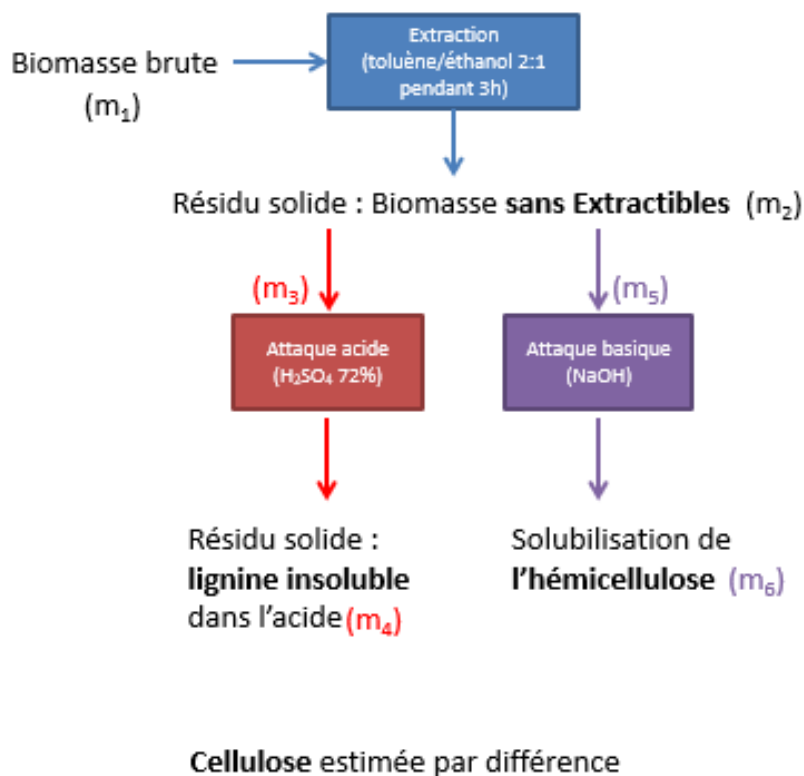 Extraction
(toluène/éthanol 2:1
pendant 3h)
Biomasse brute
(m₁)
Résidu solide : Biomasse sans Extractibles (m₂)
(m₃)
(m₅)
Attaque acide
(H₂SO₄ 72%)
Attaque basique
(NaOH)
Résidu solide :
lignine insoluble
dans l'acide (m₄)
Solubilisation de
l'hémicellulose (m₆)
Cellulose estimée par différence